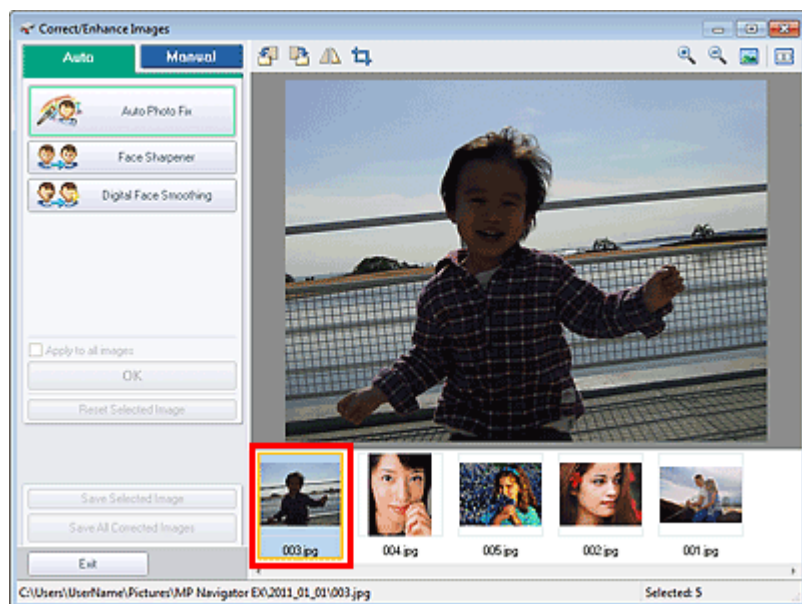 Correct/Enhance Images
Auto
Manual
Auto Photo Fix
Face Sharpener
Digital Face Smoothing
Apply to all images
OK
Reset Selected Image
Save Selected Image
Save All Corrected Images
Exit
003.jpg
004.jpg
005.jpg
002.jpg
001.jpg
C:\Users\UserName\Pictures\MP Navigator EX\2011_01_01\003.jpg
Selected: 5